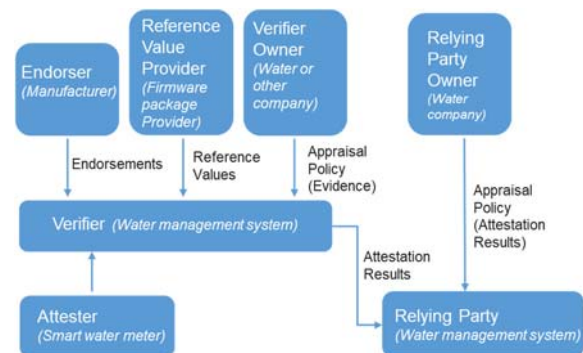 Endorser
(Manufacturer)
Reference
Value
Provider
(Firmware
package
Provider)
Verifier
Owner
(Water or
other
company)
Relying
Party
Owner
(Water
company)
Endorsements
Reference
Values
Appraisal
Policy
(Evidence)
Appraisal
Policy
(Attestation
Results)
Verifier (Water management system)
Attestation
Results
Attester
(Smart water meter)
Relying Party
(Water management system)